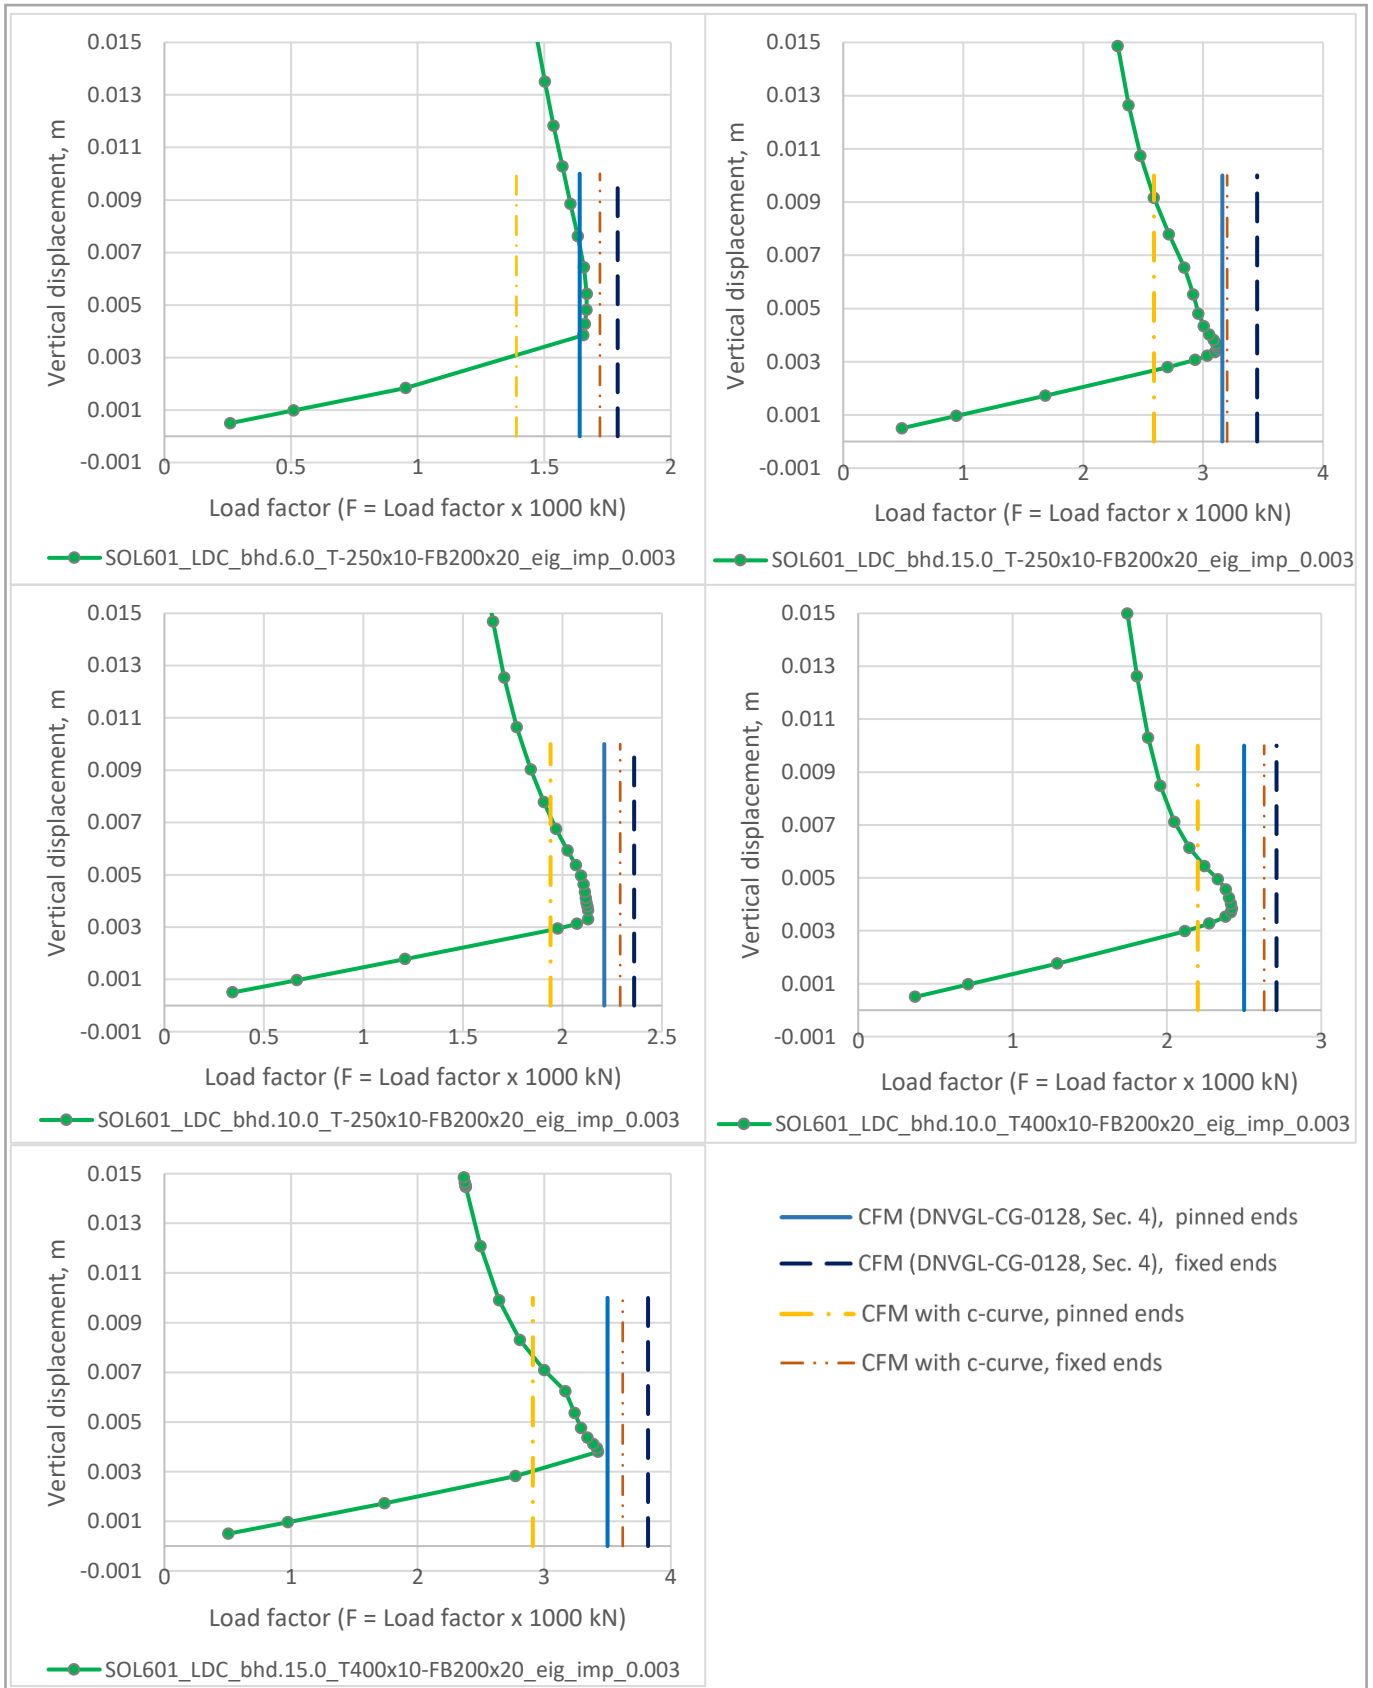 0.015
0.013
0.011
0.009
0.007
0.005
0.003
0.001
-0.001
Vertical displacement, m
0 0.5 1 1.5 2
Load factor (F = Load factor x 1000 kN)
SOL601_LDC_bhd.6.0_T-250x10-FB200x20_eig_imp_0.003
0.015
0.013
0.011
0.009
0.007
0.005
0.003
0.001
-0.001
Vertical displacement, m
0 1 2 3 4
Load factor (F = Load factor x 1000 kN)
SOL601_LDC_bhd.15.0_T-250x10-FB200x20_eig_imp_0.003
0.015
0.013
0.011
0.009
0.007
0.005
0.003
0.001
-0.001
Vertical displacement, m
0 0.5 1 1.5 2 2.5
Load factor (F = Load factor x 1000 kN)
SOL601_LDC_bhd.10.0_T-250x10-FB200x20_eig_imp_0.003
0.015
0.013
0.011
0.009
0.007
0.005
0.003
0.001
-0.001
Vertical displacement, m
0 1 2 3
Load factor (F = Load factor x 1000 kN)
SOL601_LDC_bhd.10.0_T400x10-FB200x20_eig_imp_0.003
0.015
0.013
0.011
0.009
0.007
0.005
0.003
0.001
-0.001
Vertical displacement, m
0 1 2 3 4
Load factor (F = Load factor x 1000 kN)
SOL601_LDC_bhd.15.0_T400x10-FB200x20_eig_imp_0.003
CFM (DNVGL-CG-0128, Sec. 4), pinned ends
CFM (DNVGL-CG-0128, Sec. 4), fixed ends
CFM with c-curve, pinned ends
CFM with c-curve, fixed ends